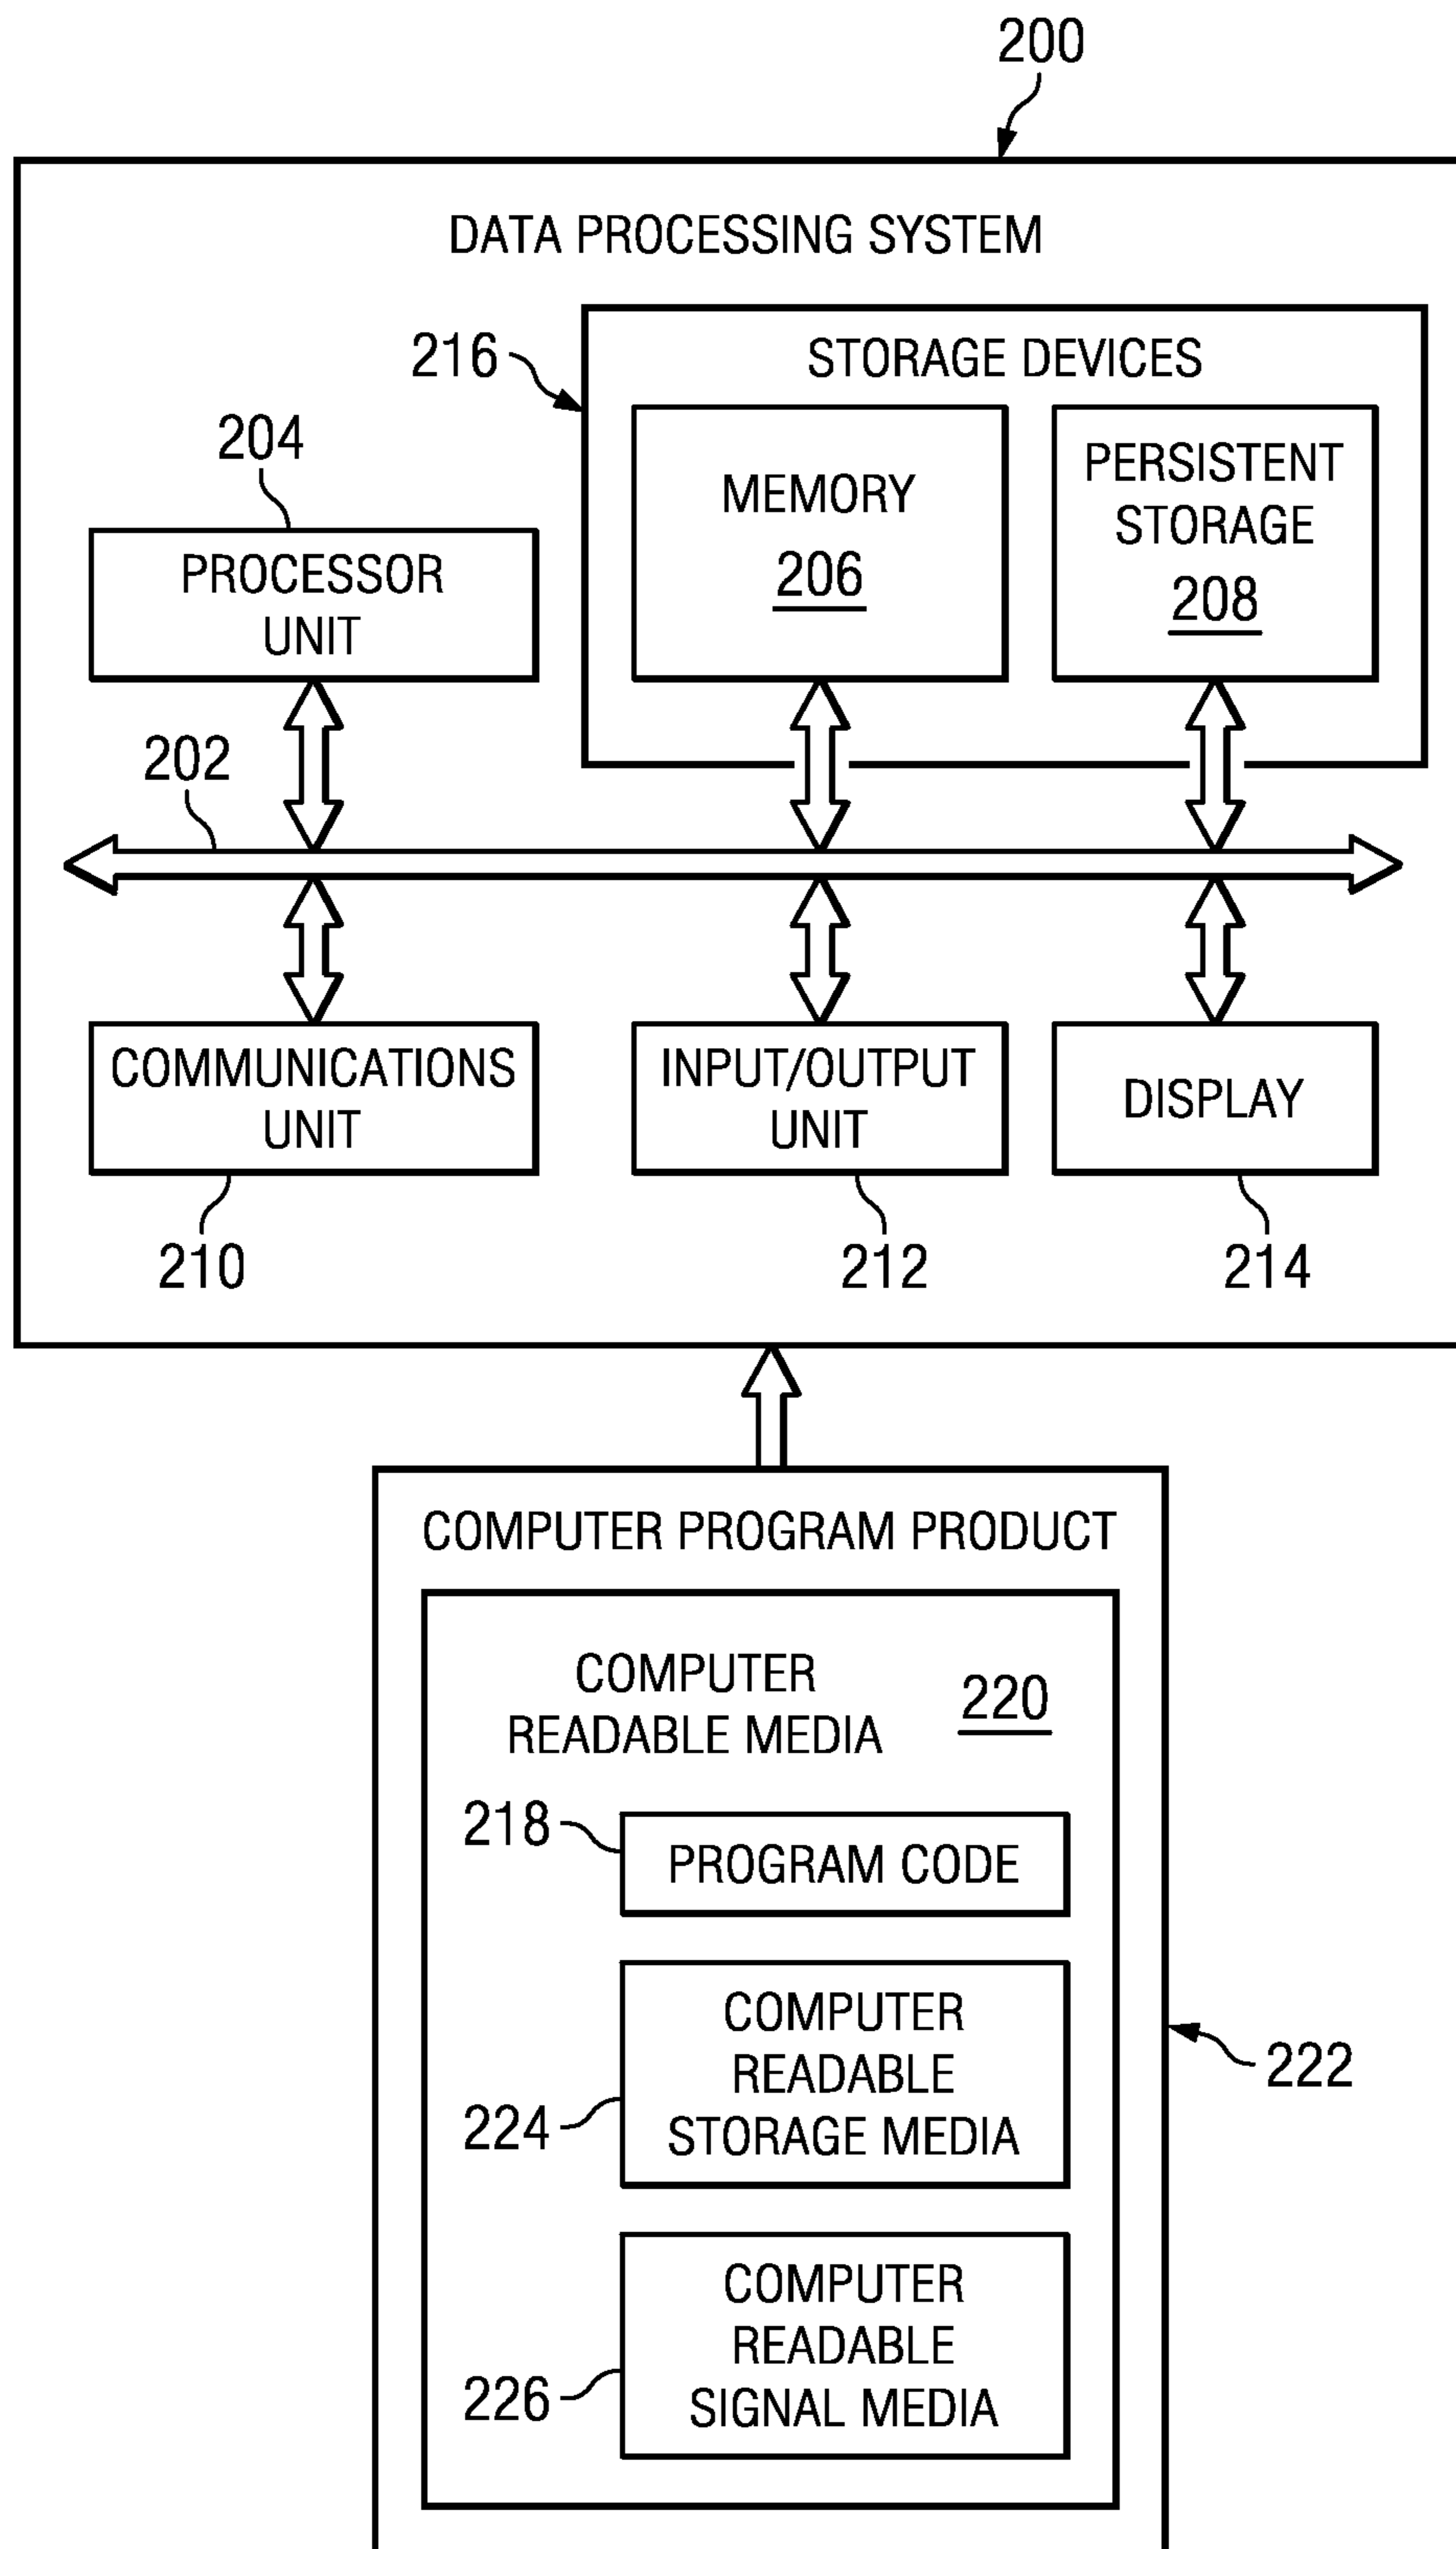 200
DATA PROCESSING SYSTEM
216
STORAGE DEVICES
204
MEMORY
206
PERSISTENT
STORAGE
208
PROCESSOR
UNIT
202
COMMUNICATIONS
UNIT
INPUT/OUTPUT
UNIT
DISPLAY
210
212
214
COMPUTER PROGRAM PRODUCT
COMPUTER
READABLE MEDIA
220
218
PROGRAM CODE
COMPUTER
READABLE
STORAGE MEDIA
224
222
COMPUTER
READABLE
SIGNAL MEDIA
226